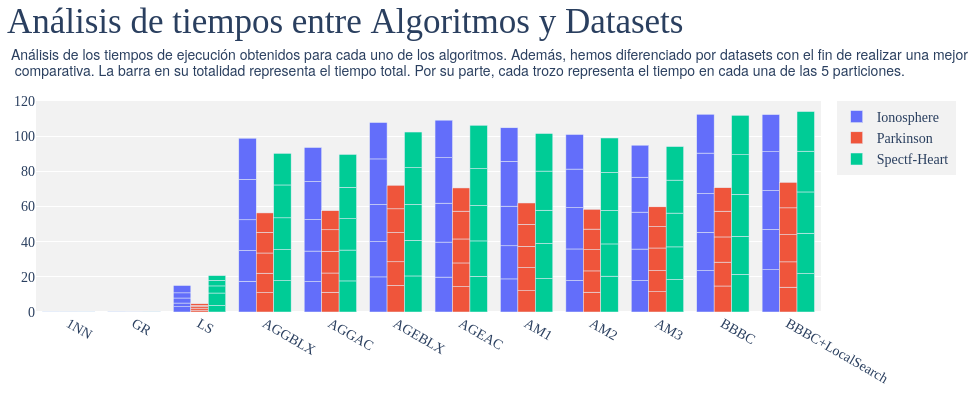 Análisis de tiempos entre Algoritmos y Datasets
Análisis de los tiempos de ejecución obtenidos para cada uno de los algoritmos. Además, hemos diferenciado por datasets con el fin de realizar una mejor
comparativa. La barra en su totalidad representa el tiempo total. Por su parte, cada trozo representa el tiempo en cada una de las 5 particiones.
120
100
80
60
40
20
0
Ionosphere
Parkinson
Spectf-Heart
1NN
GR
LS
AGGBLX
AGGAC
AGEBLX
AGEAC
AM1
AM2
AM3
BBBC
BBBC+LocalSearch